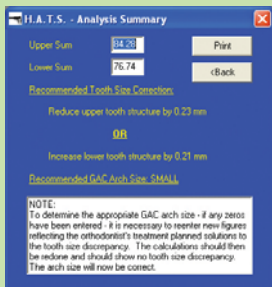 H.A.T.S. - Analysis Summary
Upper Sum 84.28 Print
Lower Sum 76.74 <Back
Recommended Tooth Size Correction:
Reduce upper tooth structure by 0.23 mm
OR
Increase lower tooth structure by 0.21 mm
Recommended GAC Arch Size: SMALL
NOTE:
To determine the appropriate GAC arch size - if any zeros
have been entered - it is necessary to reenter new figures
reflecting the orthodontist's treatment planned solutions
to the tooth size discrepancy.  The calculations should then
be redone and should show no tooth size discrepancy.
The arch size will now be correct.